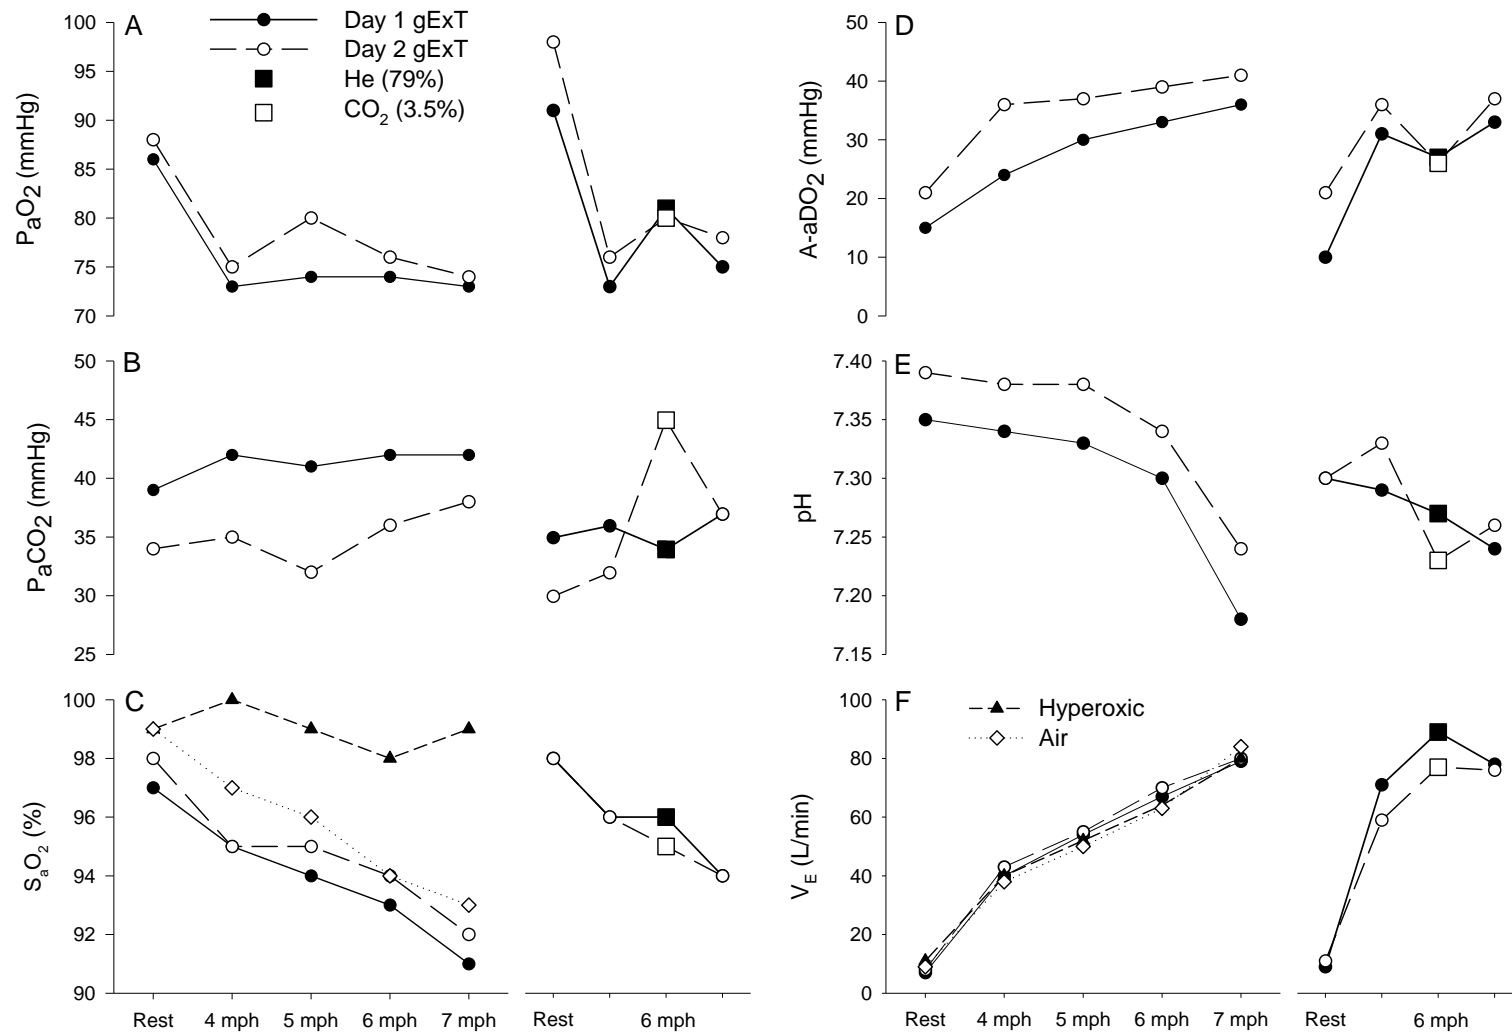 A
Day 1 gExT
Day 2 gExT
He (79%)
CO2 (3.5%)
PaO2 (mmHg)
100
95
90
85
80
75
70
D
A-aDO2 (mmHg)
50
40
30
20
10
0
B
PaCO2 (mmHg)
50
45
40
35
30
25
E
pH
7.40
7.35
7.30
7.25
7.20
7.15
C
SaO2 (%)
100
98
96
94
92
90
Rest 4 mph 5 mph 6 mph 7 mph Rest 6 mph
F
Hyperoxic
Air
VE (L/min)
100
80
60
40
20
0
Rest 4 mph 5 mph 6 mph 7 mph Rest 6 mph